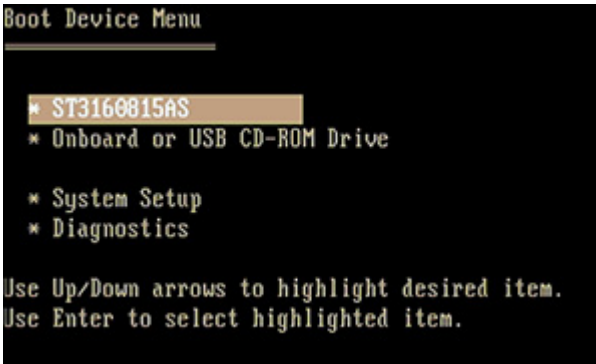 Boot Device Menu
* ST3160815AS
* Onboard or USB CD-ROM Drive
* System Setup
* Diagnostics
Use Up/Down arrows to highlight desired item.
Use Enter to select highlighted item.